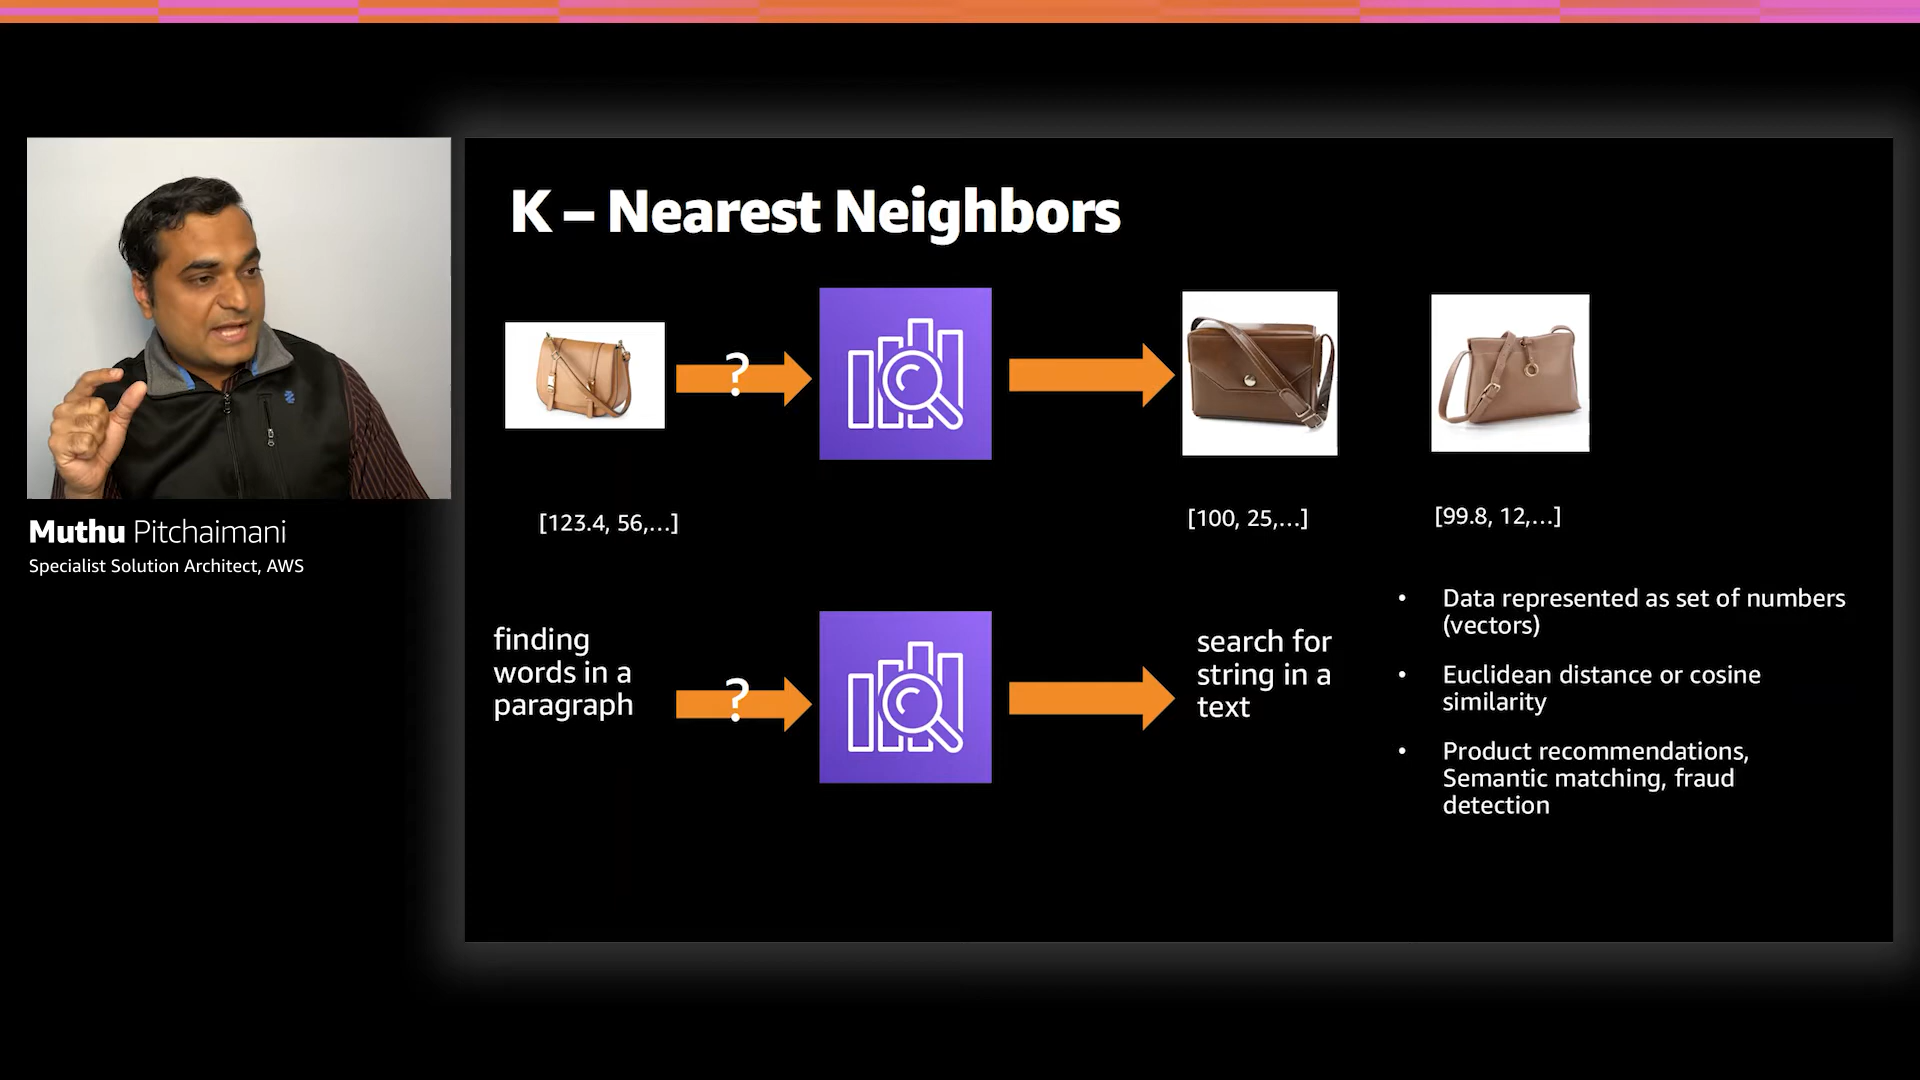 K – Nearest Neighbors
?
[123.4, 56,...]
[100, 25,...]
[99.8, 12,...]
Muthu Pitchaimani
Specialist Solution Architect, AWS
finding
words in a
paragraph
?
search for
string in a
text
• Data represented as set of numbers
(vectors)
• Euclidean distance or cosine
similarity
• Product recommendations,
Semantic matching, fraud
detection